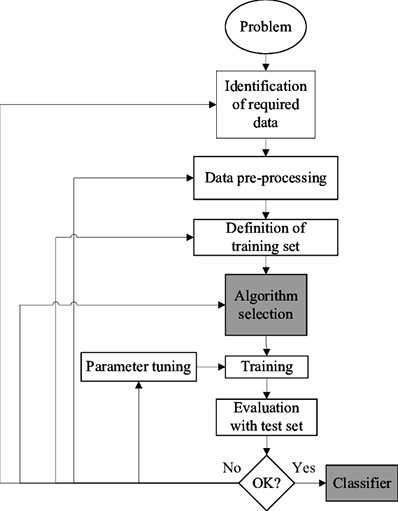 Problem
Identification
of required
data
Data pre-processing
Definition of
training set
Algorithm
selection
Parameter tuning
Training
Evaluation
with test set
No
OK?
Yes
Classifier